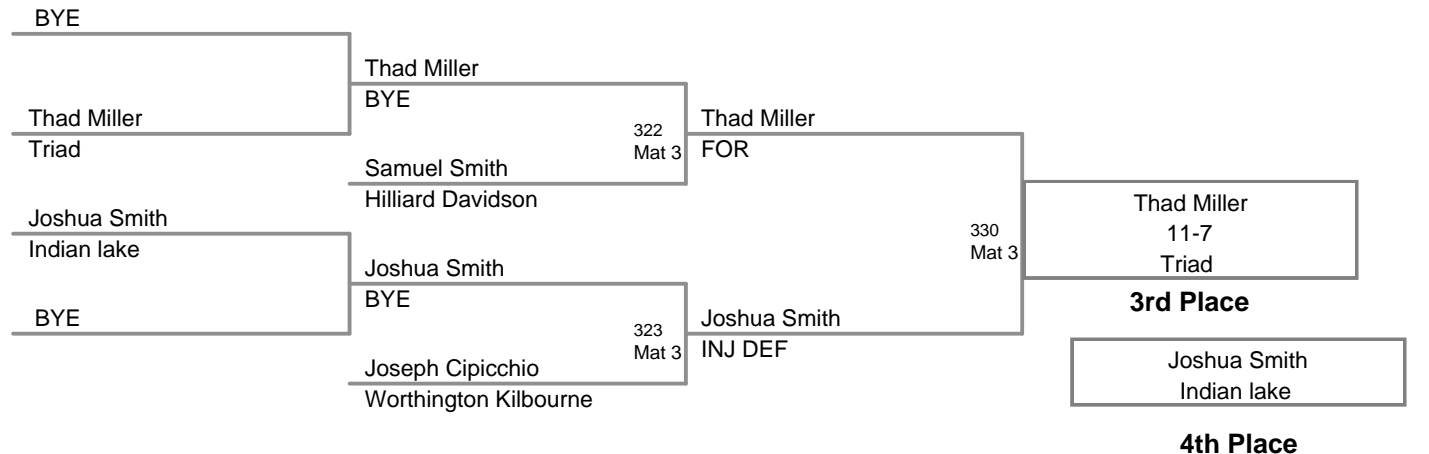 BYE
Thad Miller
Triad
Joshua Smith
Indian lake
BYE
Thad Miller
BYE
322
Mat 3
Samuel Smith
Hilliard Davidson
Joshua Smith
BYE
323
Mat 3
Joseph Cipicchio
Worthington Kilbourne
Thad Miller
FOR
330
Mat 3
Joshua Smith
INJ DEF
Thad Miller
11-7
Triad
3rd Place
Joshua Smith
Indian lake
4th Place